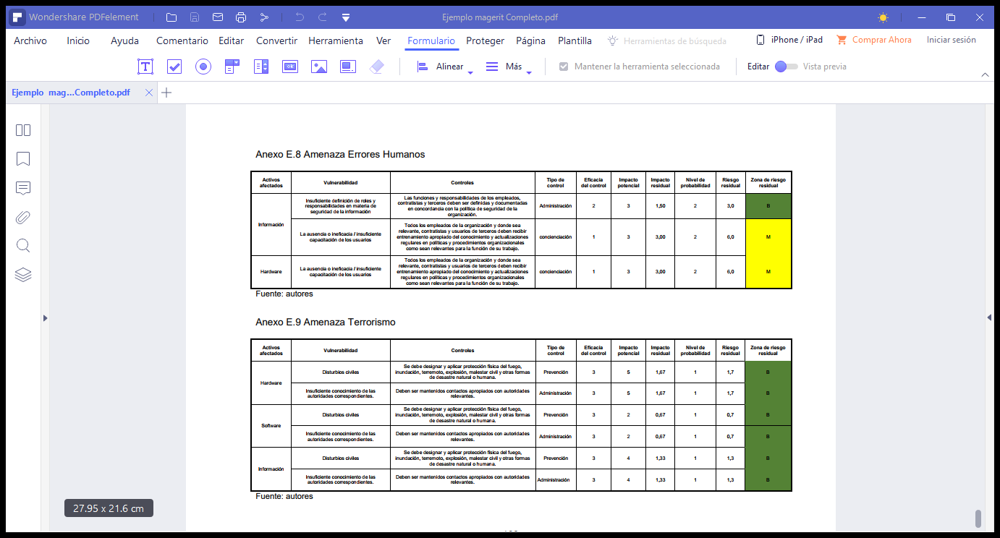 Wondershare PDFelement
Ejemplo magerit Completo.pdf
Archivo Inicio Ayuda Comentario Editar Convertir Herramienta Ver Formulario Proteger Página Plantilla Herramientas de búsqueda iPhone / iPad Comprar Ahora Iniciar sesión
T ok Alinear Más Mantener la herramienta seleccionada Editar Vista previa
Ejemplo mag...Completo.pdf
Anexo E.8 Amenaza Errores Humanos
Activos afectados Vulnerabilidad Controles Tipo de control Eficacia del control Impacto potencial Impacto residual Nivel de probabilidad Riesgo residual Zona de riesgo residual
Información
Insuficiente definición de roles y
responsabilidades en materia de
seguridad de la información
Las funciones y responsabilidades de los empleados,
contratistas y terceros deben ser definidas y documentadas
en concordancia con la política de seguridad de la
organización.
Administración 2 3 1,50 2 3,0 B
La ausencia o ineficacia / insuficiente
capacitación de los usuarios
Todos los empleados de la organización y donde sea
relevante, contratistas y usuarios de terceros deben recibir
entrenamiento apropiado del conocimiento y actualizaciones
regulares en políticas y procedimientos organizacionales
como sean relevantes para la función de su trabajo.
concienciación 1 3 3,00 2 6,0 M
Hardware
La ausencia o ineficacia / insuficiente
capacitación de los usuarios
Todos los empleados de la organización y donde sea
relevante, contratistas y usuarios de terceros deben recibir
entrenamiento apropiado del conocimiento y actualizaciones
regulares en políticas y procedimientos organizacionales
como sean relevantes para la función de su trabajo.
concienciación 1 3 3,00 2 6,0 M
Fuente: autores
Anexo E.9 Amenaza Terrorismo
Activos afectados Vulnerabilidad Controles Tipo de control Eficacia del control Impacto potencial Impacto residual Nivel de probabilidad Riesgo residual Zona de riesgo residual
Hardware
Disturbios civiles
Se debe designar y aplicar protección física del fuego,
inundación, terremoto, explosión, malestar civil y otras formas
de desastre natural o humana.
Prevención 3 5 1,67 1 1,7 B
Insuficiente conocimiento de las
autoridades correspondientes.
Deben ser mantenidos contactos apropiados con autoridades
relevantes.
Administración 3 5 1,67 1 1,7 B
Software
Disturbios civiles
Se debe designar y aplicar protección física del fuego,
inundación, terremoto, explosión, malestar civil y otras formas
de desastre natural o humana.
Prevención 3 2 0,67 1 0,7 B
Insuficiente conocimiento de las
autoridades correspondientes.
Deben ser mantenidos contactos apropiados con autoridades
relevantes.
Administración 3 2 0,67 1 0,7 B
Información
Disturbios civiles
Se debe designar y aplicar protección física del fuego,
inundación, terremoto, explosión, malestar civil y otras formas
de desastre natural o humana.
Prevención 3 4 1,33 1 1,3 B
Insuficiente conocimiento de las
autoridades correspondientes.
Deben ser mantenidos contactos apropiados con autoridades
relevantes.
Administración 3 4 1,33 1 1,3 B
Fuente: autores
27.95 x 21.6 cm